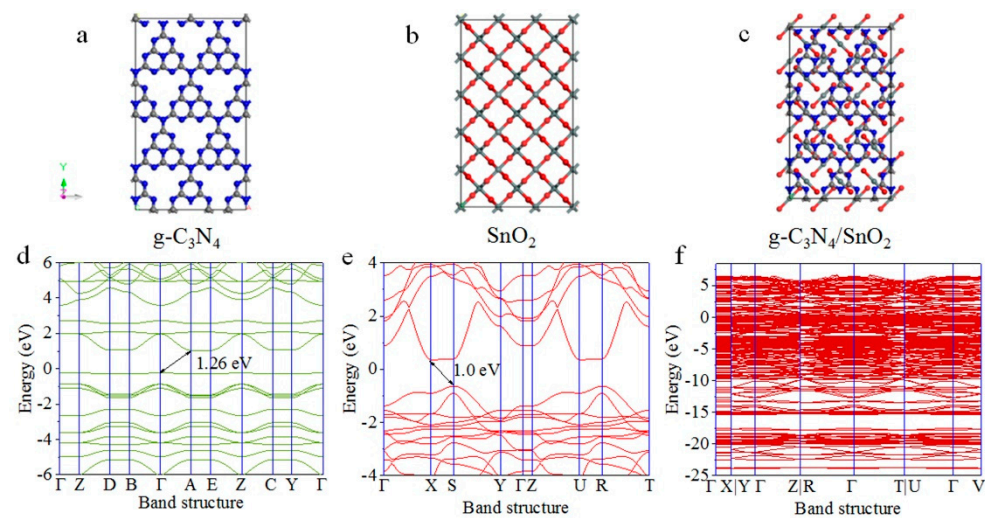 a
b
c
Y
g-C₃N₄
SnO₂
g-C₃N₄/SnO₂
d
Energy (eV)
6
4
2
0
-2
-4
-6
1.26 eV
Γ Z D B Γ A E Z C Y Γ
Band structure
e
Energy (eV)
4
2
0
-2
-4
1.0 eV
Γ X S Y Γ Z U R T
Band structure
f
Energy (eV)
5
0
-5
-10
-15
-20
-25
Γ X|Y Γ Z|R Γ T|U Γ V
Band structure